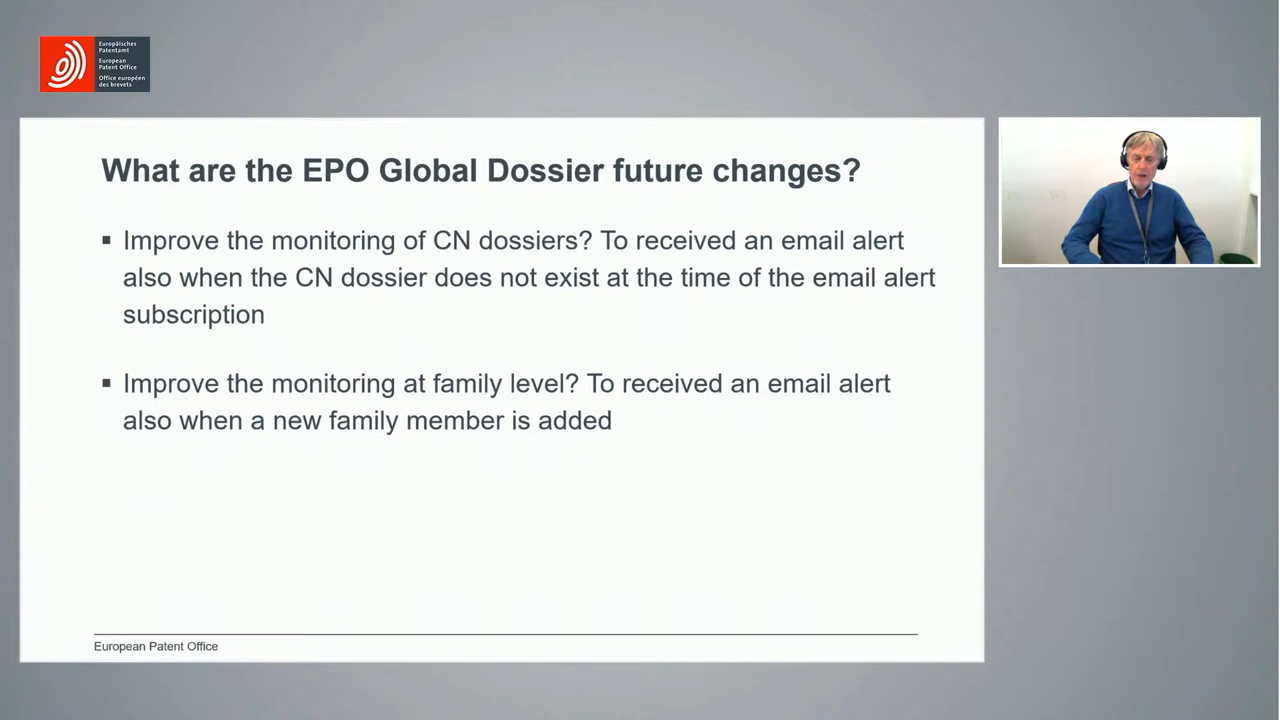 Europäisches
Patentamt
European
Patent Office
Office européen
des brevets
What are the EPO Global Dossier future changes?
▪ Improve the monitoring of CN dossiers? To received an email alert
also when the CN dossier does not exist at the time of the email alert
subscription
▪ Improve the monitoring at family level? To received an email alert
also when a new family member is added
European Patent Office